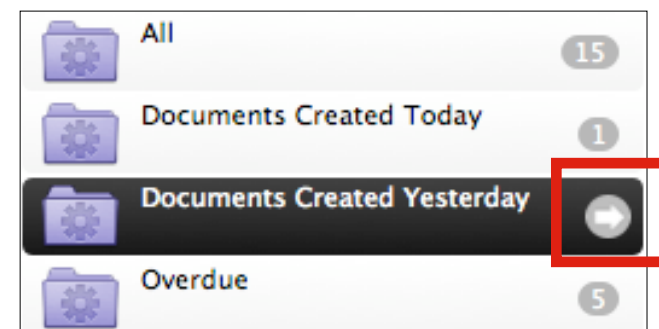 All
15
Documents Created Today
1
Documents Created Yesterday
Overdue
5